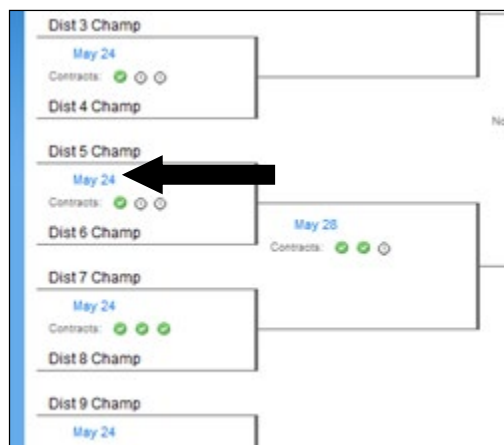 Dist 3 Champ
May 24
Contracts:
Dist 4 Champ
No
Dist 5 Champ
May 24
Contracts:
Dist 6 Champ
May 28
Contracts:
Dist 7 Champ
May 24
Contracts:
Dist 8 Champ
Dist 9 Champ
May 24